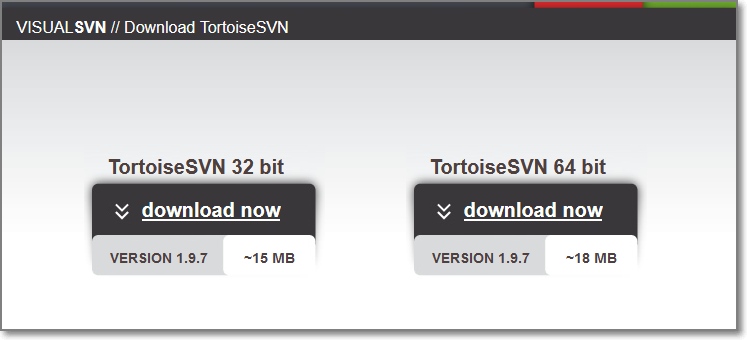 VISUALSVN // Download TortoiseSVN
TortoiseSVN 32 bit
download now
VERSION 1.9.7
~15 MB
TortoiseSVN 64 bit
download now
VERSION 1.9.7
~18 MB